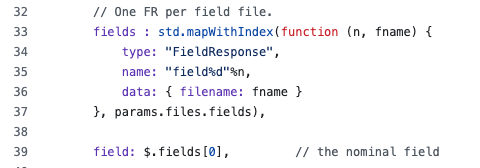 32 // One FR per field file.
33 fields : std.mapWithIndex(function (n, fname) {
34 type: "FieldResponse",
35 name: "field%d"%n,
36 data: { filename: fname }
37 }, params.files.fields),
38
39 field: $.fields[0], // the nominal field